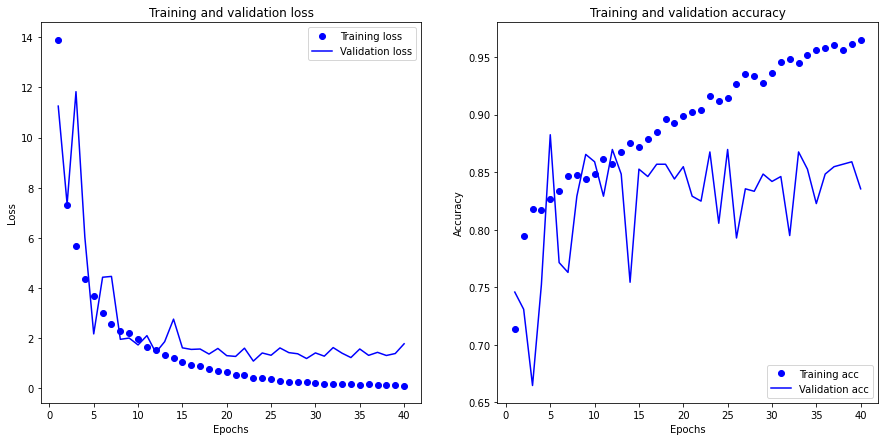 Training and validation loss
14
12
10
8
6
4
2
0
Loss
Training loss
Validation loss
0 5 10 15 20 25 30 35 40
Epochs
Training and validation accuracy
0.95
0.90
0.85
0.80
0.75
0.70
0.65
Accuracy
Training acc
Validation acc
0 5 10 15 20 25 30 35 40
Epochs